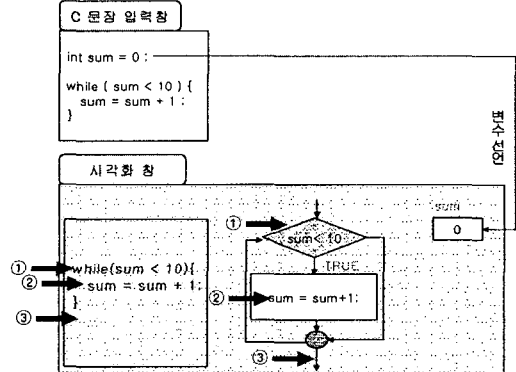 C 문장 입력창
int sum = 0 ;
while ( sum < 10 ) {
sum = sum + 1 ;
}
변수선언
시각화 창
sum
0
① while(sum < 10){
② sum = sum + 1;
}
③
① sum< 10
TRUE
② sum = sum+1;
③